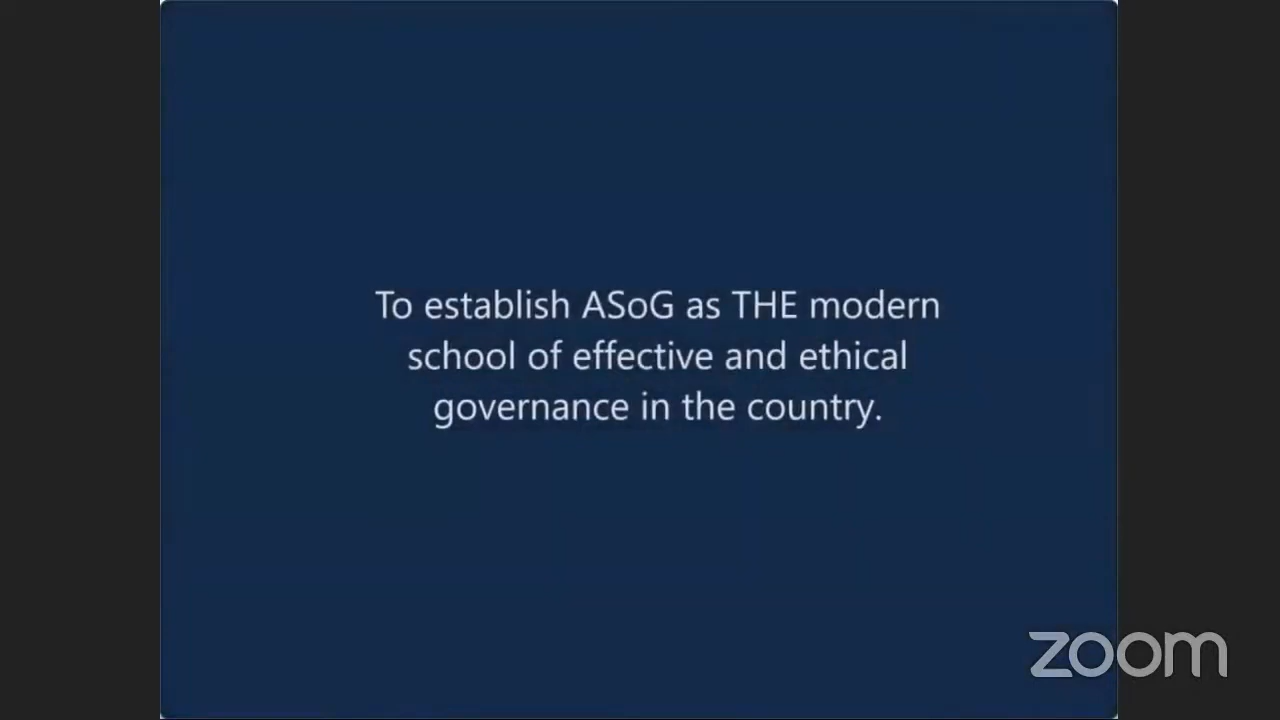 To establish ASoG as THE modern
school of effective and ethical
governance in the country.
zoom